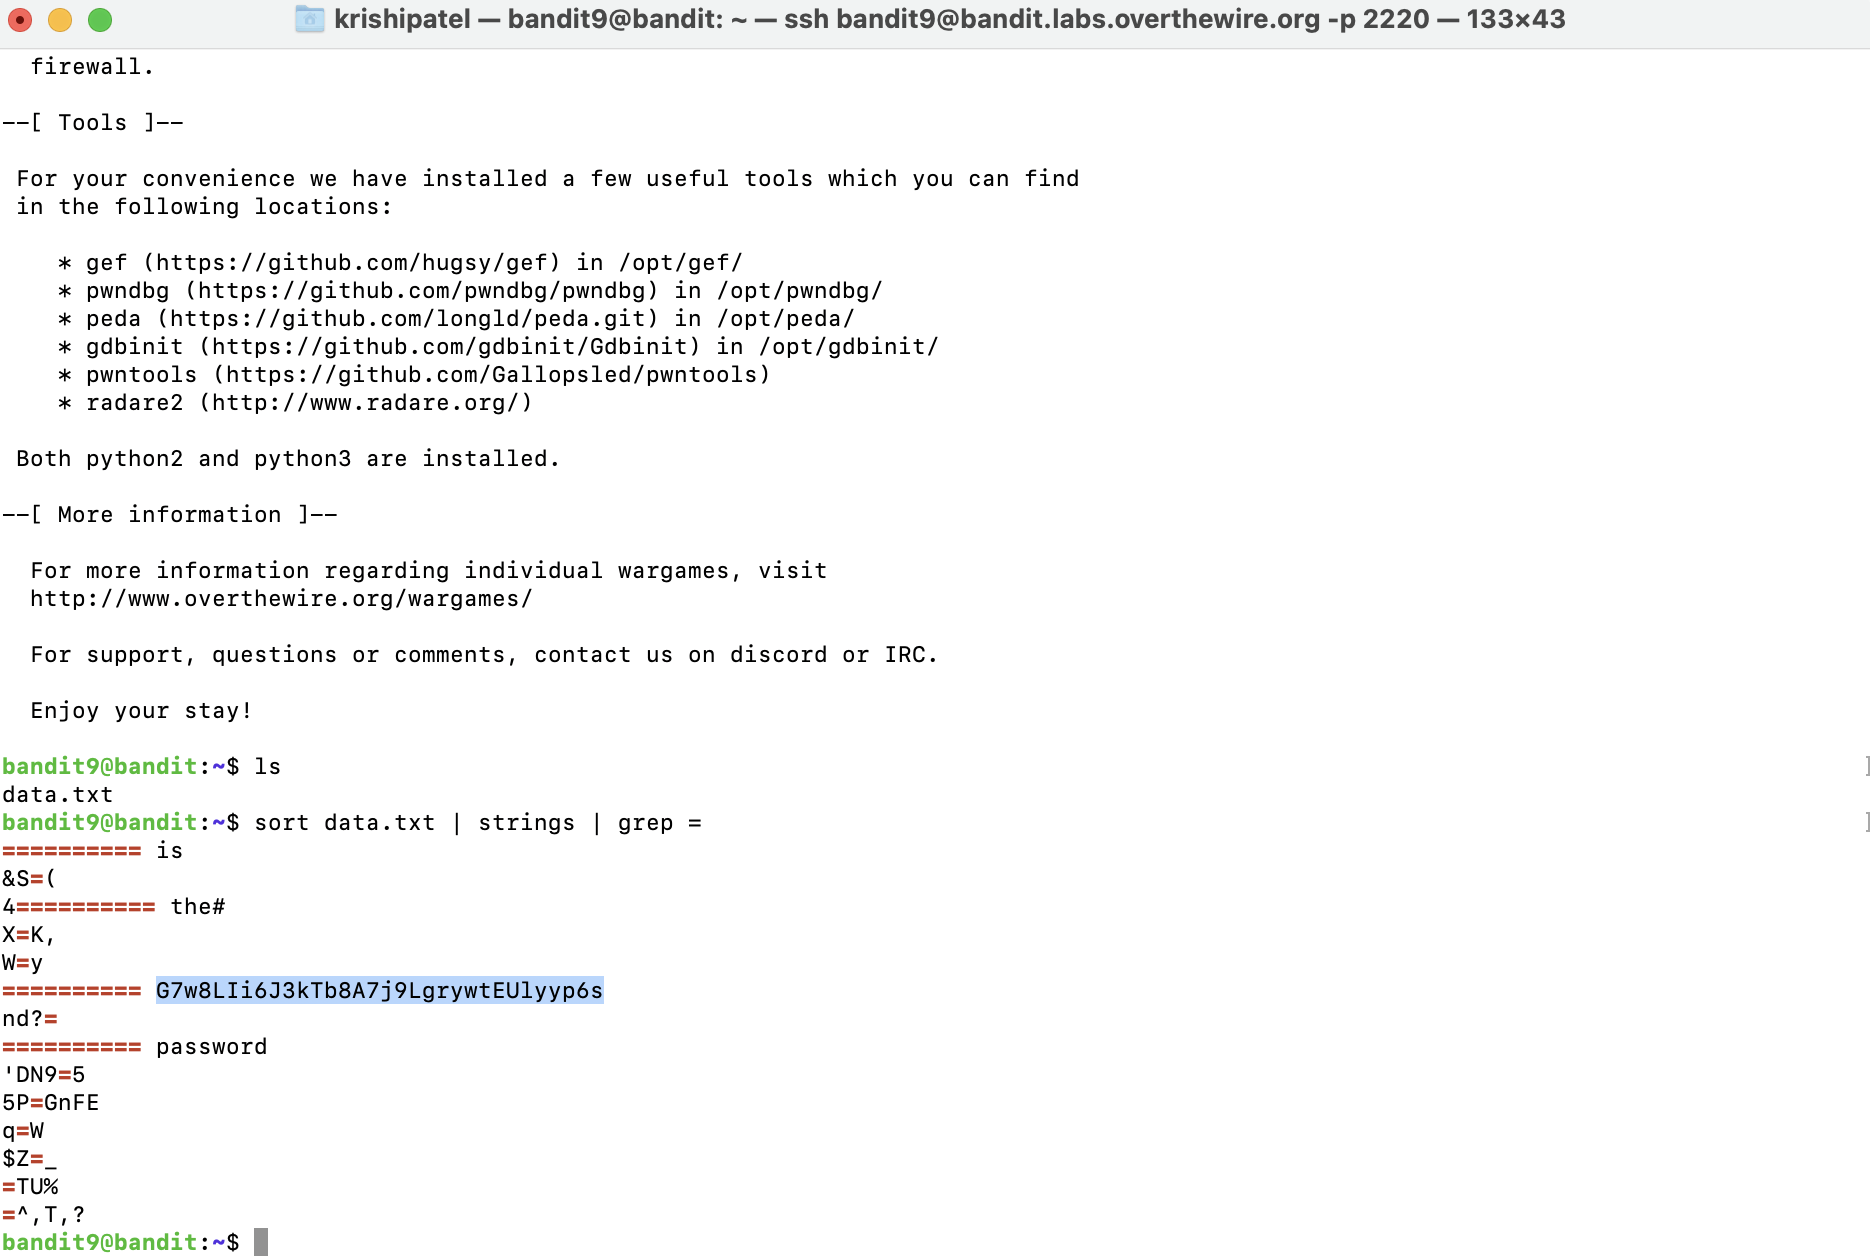 krishipatel — bandit9@bandit: ~ — ssh bandit9@bandit.labs.overthewire.org -p 2220 — 133×43
firewall.
--[ Tools ]--
For your convenience we have installed a few useful tools which you can find
in the following locations:
* gef (https://github.com/hugsy/gef) in /opt/gef/
* pwndbg (https://github.com/pwndbg/pwndbg) in /opt/pwndbg/
* peda (https://github.com/longld/peda.git) in /opt/peda/
* gdbinit (https://github.com/gdbinit/Gdbinit) in /opt/gdbinit/
* pwntools (https://github.com/Gallopsled/pwntools)
* radare2 (http://www.radare.org/)
Both python2 and python3 are installed.
--[ More information ]--
For more information regarding individual wargames, visit
http://www.overthewire.org/wargames/
For support, questions or comments, contact us on discord or IRC.
Enjoy your stay!
bandit9@bandit:~$ ls ]
data.txt
bandit9@bandit:~$ sort data.txt | strings | grep = ]
========== is
&S=(
4========== the#
X=K,
W=y
========== G7w8LIi6J3kTb8A7j9LgrywtEUlyyp6s
nd?=
========== password
'DN9=5
5P=GnFE
q=W
$Z=_
=TU%
=^,T,?
bandit9@bandit:~$